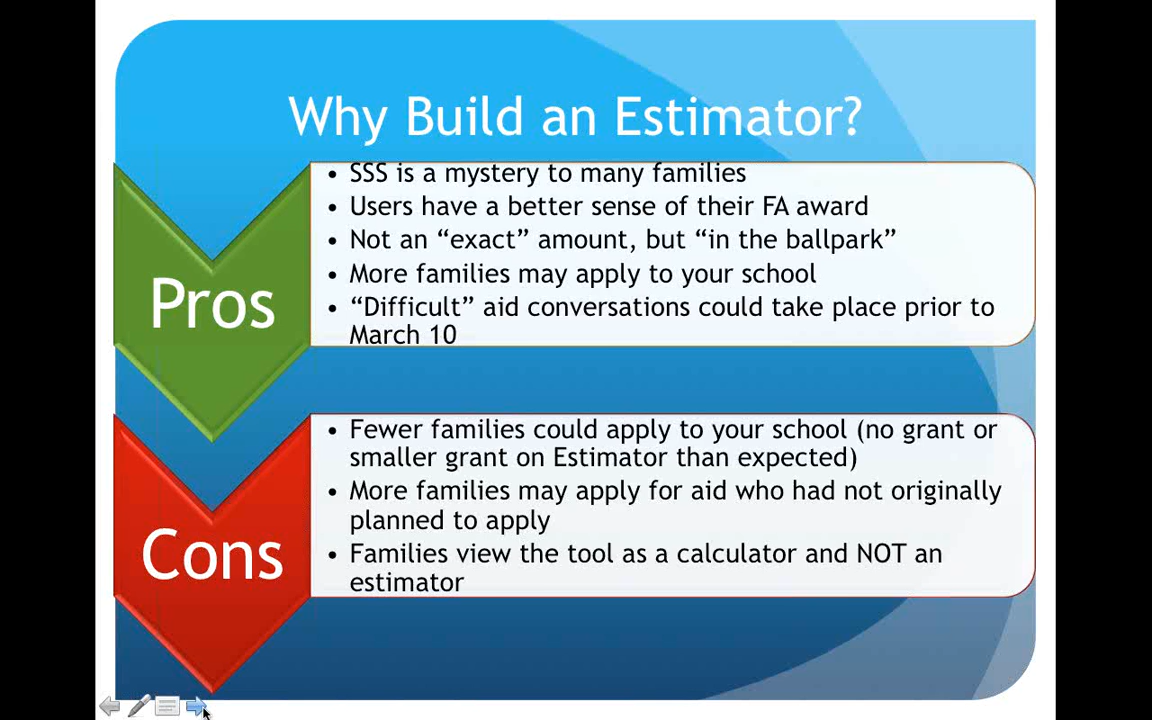 Why Build an Estimator?
Pros
• SSS is a mystery to many families
• Users have a better sense of their FA award
• Not an “exact” amount, but “in the ballpark”
• More families may apply to your school
• “Difficult” aid conversations could take place prior to
March 10
Cons
• Fewer families could apply to your school (no grant or
smaller grant on Estimator than expected)
• More families may apply for aid who had not originally
planned to apply
• Families view the tool as a calculator and NOT an
estimator